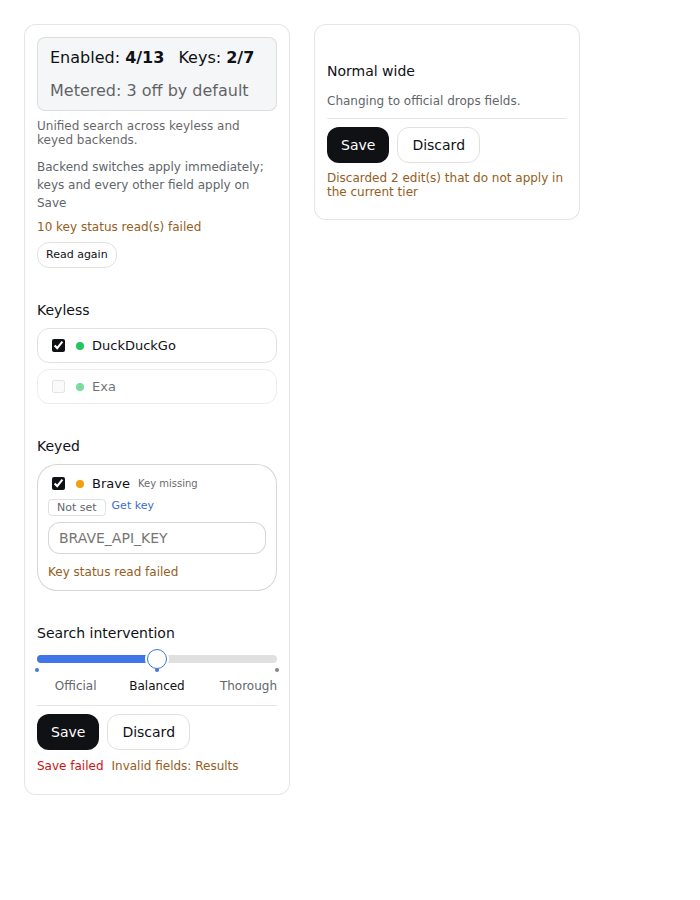 Enabled: 4/13 Keys: 2/7
Metered: 3 off by default
Unified search across keyless and
keyed backends.
Backend switches apply immediately;
keys and every other field apply on
Save
10 key status read(s) failed
Read again
Keyless
DuckDuckGo
Exa
Keyed
Brave Key missing
Not set Get key
BRAVE_API_KEY
Key status read failed
Search intervention
Official Balanced Thorough
Save Discard
Save failed Invalid fields: Results
Normal wide
Changing to official drops fields.
Save Discard
Discarded 2 edit(s) that do not apply in
the current tier